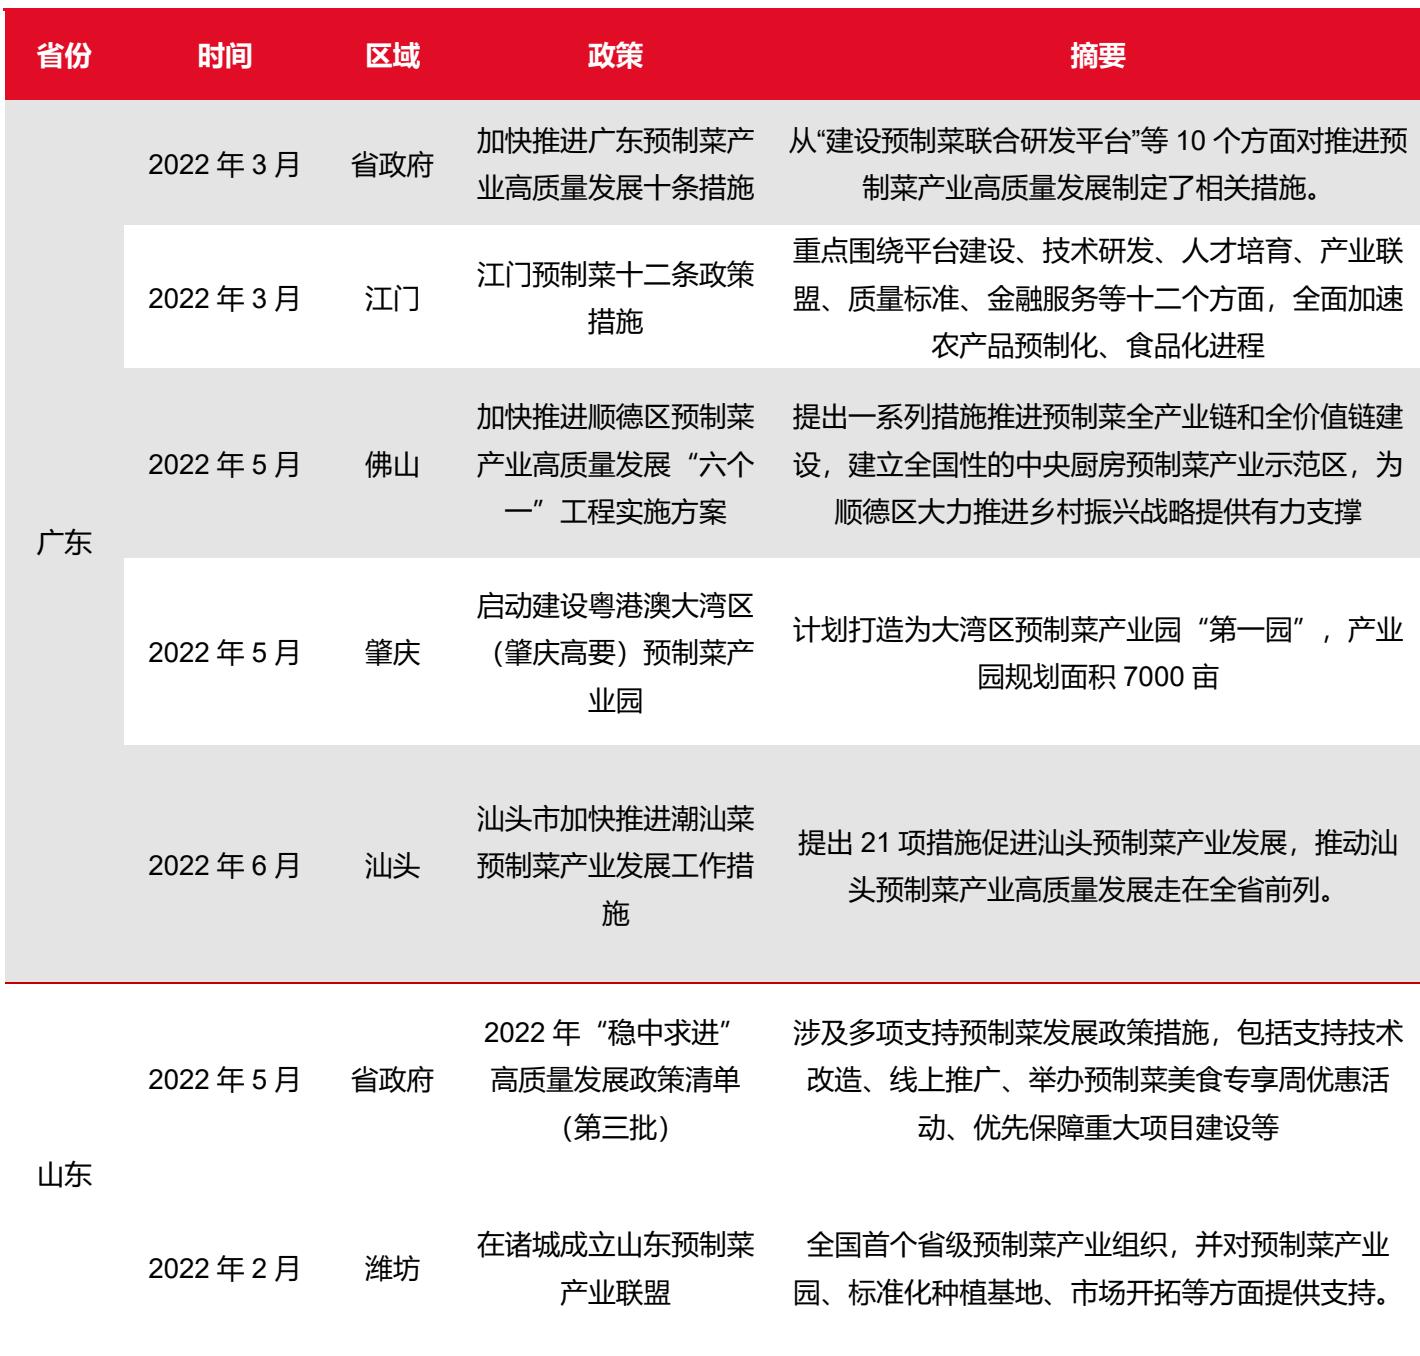 省份 时间 区域 政策 摘要
广东
2022 年 3 月 省政府
加快推进广东预制菜产
业高质量发展十条措施
从“建设预制菜联合研发平台”等 10 个方面对推进预
制菜产业高质量发展制定了相关措施。
2022 年 3 月 江门
江门预制菜十二条政策
措施
重点围绕平台建设、技术研发、人才培育、产业联
盟、质量标准、金融服务等十二个方面，全面加速
农产品预制化、食品化进程
2022 年 5 月 佛山
加快推进顺德区预制菜
产业高质量发展“六个
一”工程实施方案
提出一系列措施推进预制菜全产业链和全价值链建
设，建立全国性的中央厨房预制菜产业示范区，为
顺德区大力推进乡村振兴战略提供有力支撑
2022 年 5 月 肇庆
启动建设粤港澳大湾区
（肇庆高要）预制菜产
业园
计划打造为大湾区预制菜产业园“第一园”，产业
园规划面积 7000 亩
2022 年 6 月 汕头
汕头市加快推进潮汕菜
预制菜产业发展工作措
施
提出 21 项措施促进汕头预制菜产业发展，推动汕
头预制菜产业高质量发展走在全省前列。
山东
2022 年 5 月 省政府
2022 年“稳中求进”
高质量发展政策清单
（第三批）
涉及多项支持预制菜发展政策措施，包括支持技术
改造、线上推广、举办预制菜美食专享周优惠活
动、优先保障重大项目建设等
2022 年 2 月 潍坊
在诸城成立山东预制菜
产业联盟
全国首个省级预制菜产业组织，并对预制菜产业
园、标准化种植基地、市场开拓等方面提供支持。